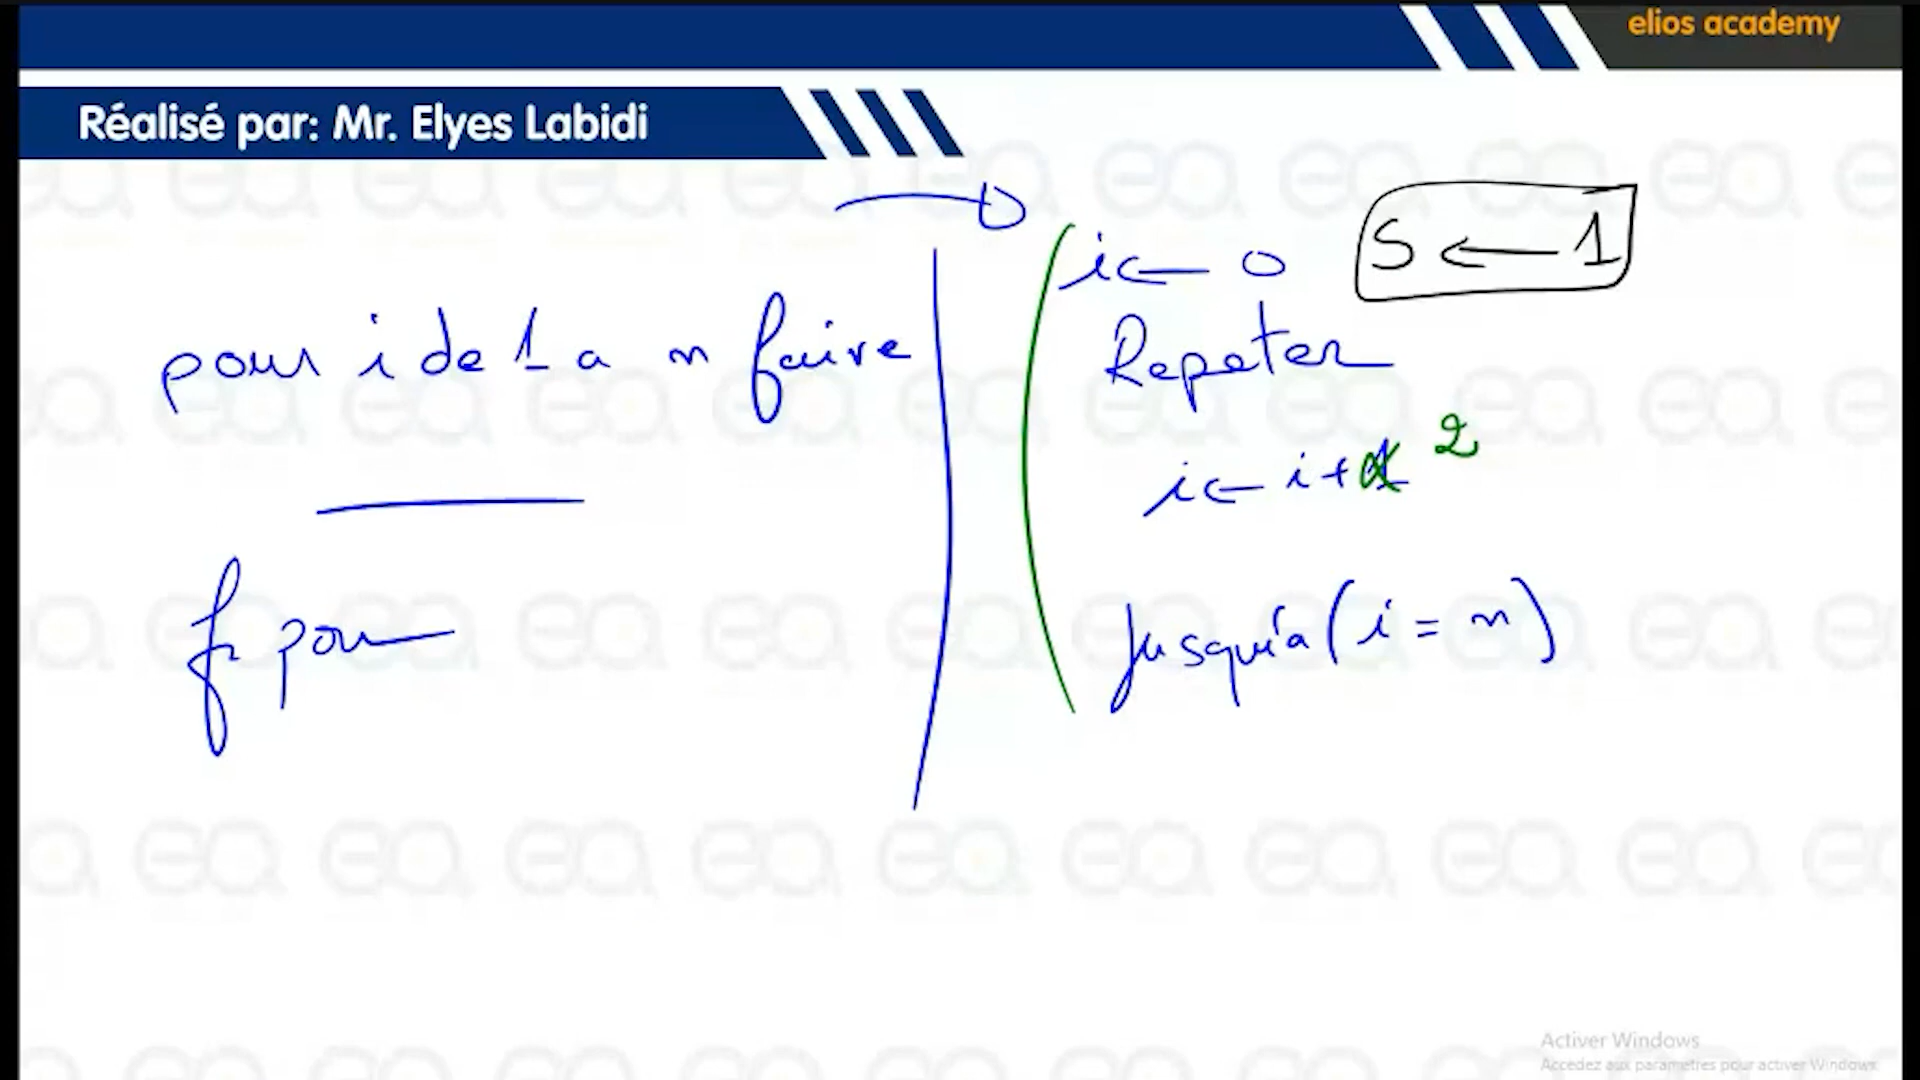 elios academy
Réalisé par: Mr. Elyes Labidi
pour i de 1 a n faire
f pour
i ← 0
S ← 1
Repeter
i ← i + 1 2
Jusqu'a (i = n)
Activer Windows
Accédez aux paramètres pour activer Windows.